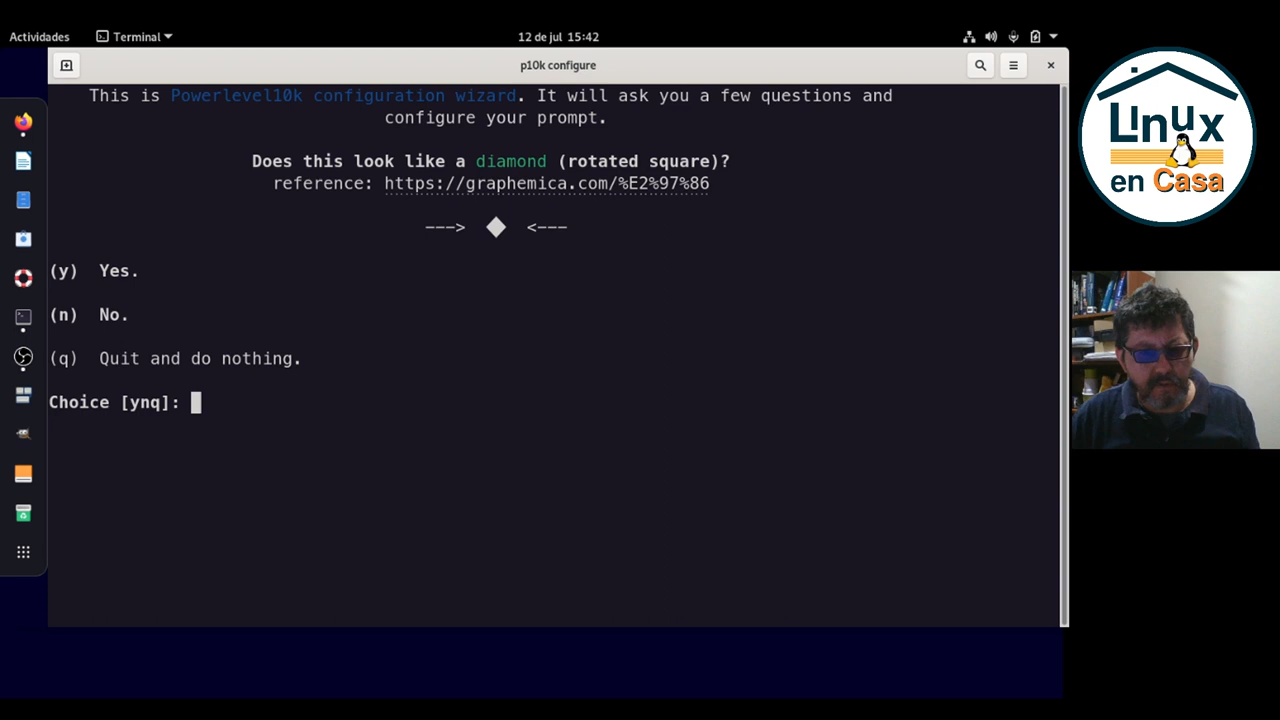 Actividades
Terminal
12 de jul 15:42
p10k configure
This is Powerlevel10k configuration wizard. It will ask you a few questions and
configure your prompt.
Does this look like a diamond (rotated square)?
reference: https://graphemica.com/%E2%97%86
---> ◆ <---
(y) Yes.
(n) No.
(q) Quit and do nothing.
Choice [ynq]:
Linux
en Casa